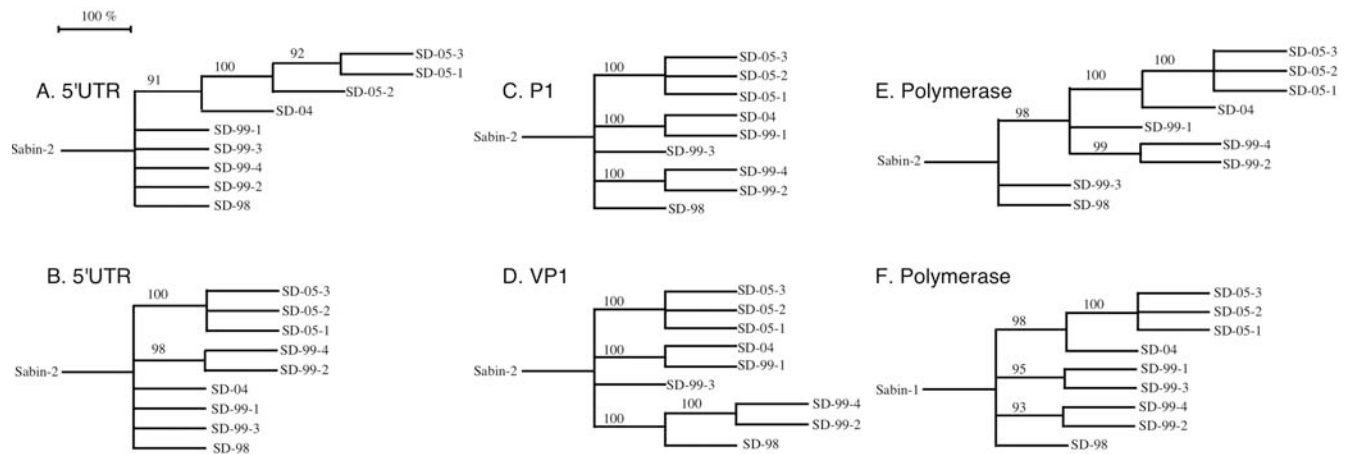 100 %
A. 5'UTR
91
100
92
SD-05-3
SD-05-1
SD-05-2
SD-04
SD-99-1
Sabin-2
SD-99-3
SD-99-4
SD-99-2
SD-98
B. 5'UTR
100
SD-05-3
SD-05-2
SD-05-1
98
SD-99-4
Sabin-2
SD-99-2
SD-04
SD-99-1
SD-99-3
SD-98
C. P1
100
SD-05-3
SD-05-2
SD-05-1
100
SD-04
Sabin-2
SD-99-1
SD-99-3
100
SD-99-4
SD-99-2
SD-98
D. VP1
100
SD-05-3
SD-05-2
SD-05-1
100
SD-04
Sabin-2
SD-99-1
SD-99-3
100
100
SD-99-4
SD-99-2
SD-98
E. Polymerase
98
100
100
SD-05-3
SD-05-2
SD-05-1
SD-04
SD-99-1
99
SD-99-4
Sabin-2
SD-99-2
SD-99-3
SD-98
F. Polymerase
98
100
SD-05-3
SD-05-2
SD-05-1
SD-04
95
SD-99-1
Sabin-1
SD-99-3
93
SD-99-4
SD-99-2
SD-98